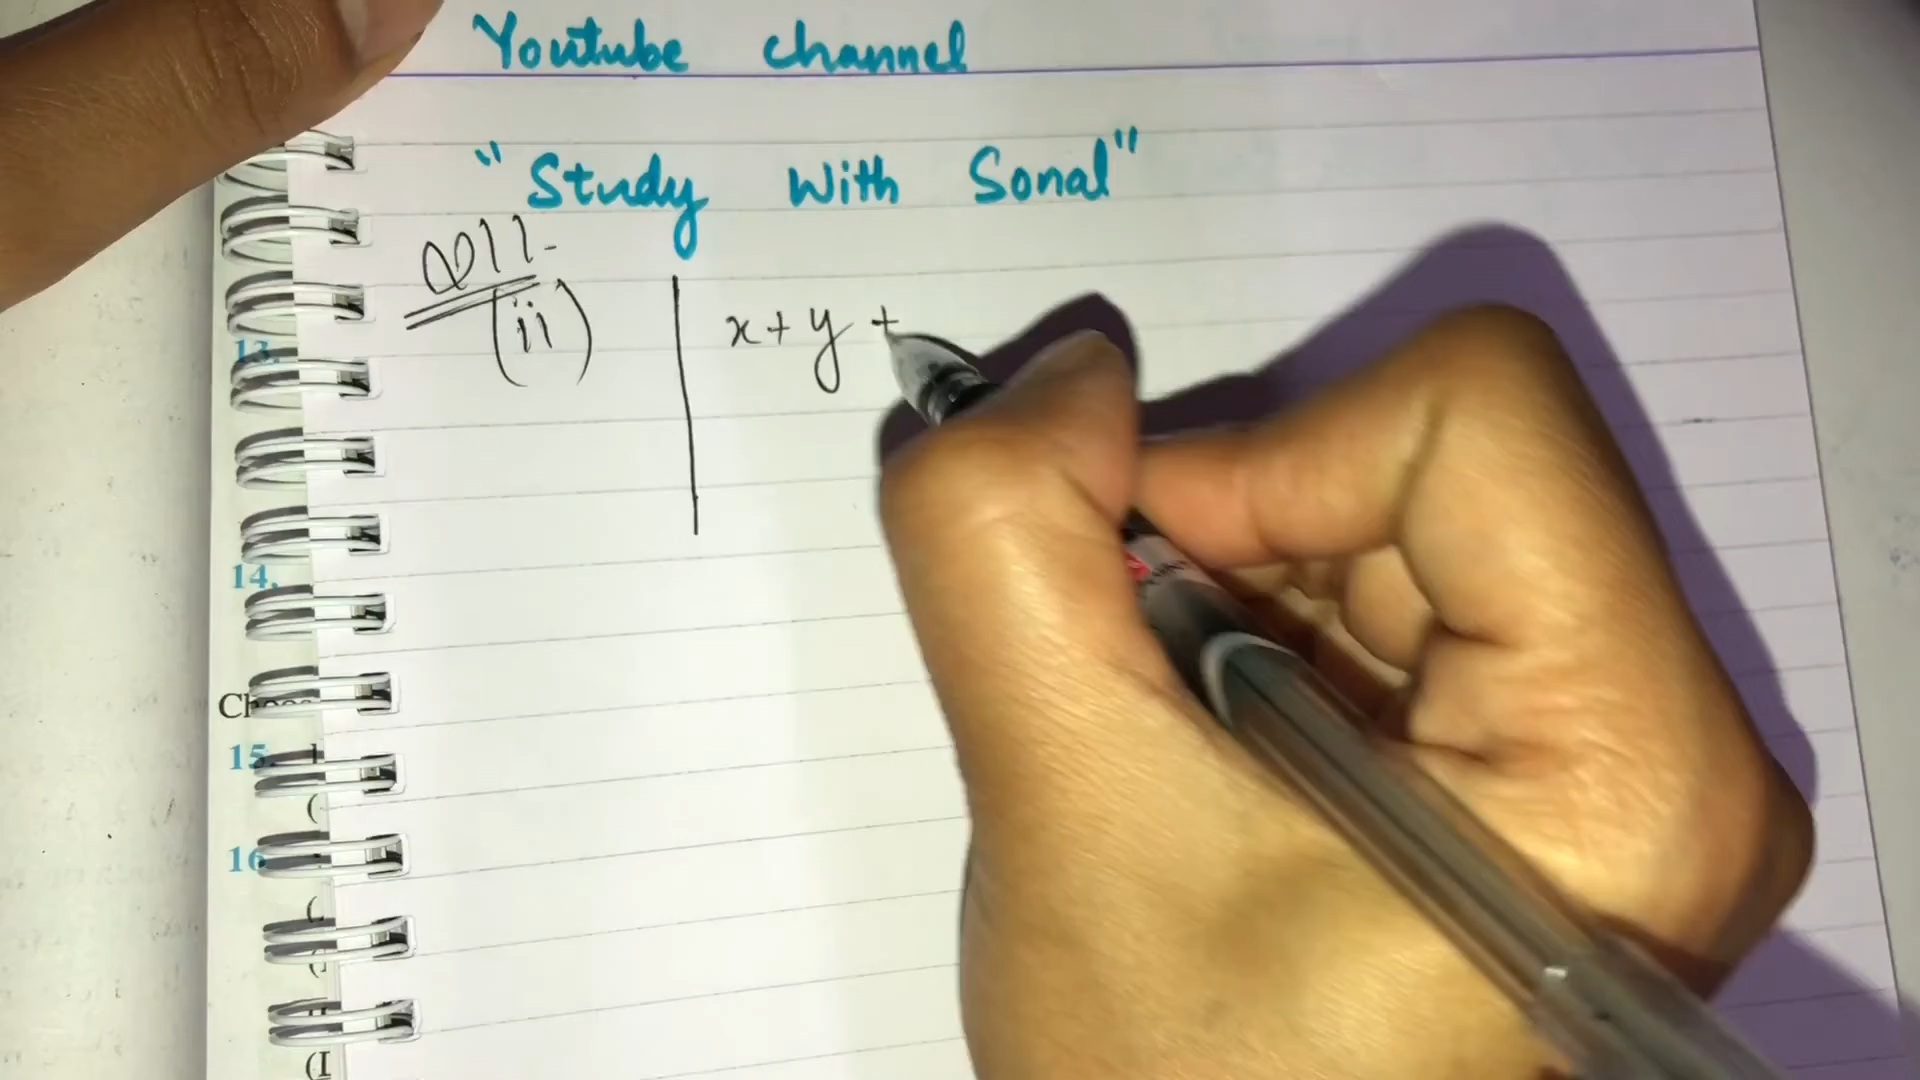 Youtube channel
"Study With Sonal"
Q11-
(ii)
x+y+
13.
14.
15.
(
16
(
(
(I